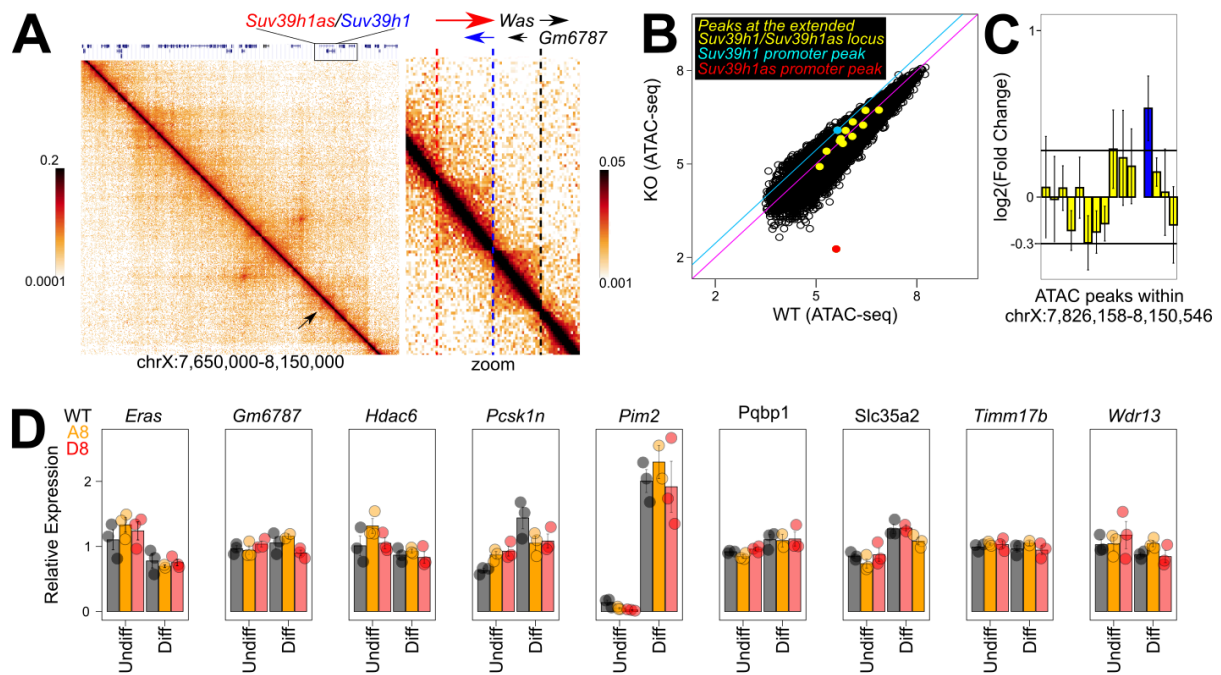 A
Suv39h1as/Suv39h1
Was
Gm6787
0.2
0.0001
chrX:7,650,000-8,150,000
zoom
0.05
0.001
B
Peaks at the extended
Suv39h1/Suv39h1as locus
Suv39h1 promoter peak
Suv39h1as promoter peak
KO (ATAC-seq)
8
5
2
2 5 8
WT (ATAC-seq)
C
log2(Fold Change)
1
0
-0.3
ATAC peaks within
chrX:7,826,158-8,150,546
D
WT
A8
D8
Eras Gm6787 Hdac6 Pcsk1n Pim2 Pqbp1 Slc35a2 Timm17b Wdr13
Relative Expression
2
1
0
Undiff Diff Undiff Diff Undiff Diff Undiff Diff Undiff Diff Undiff Diff Undiff Diff Undiff Diff Undiff Diff